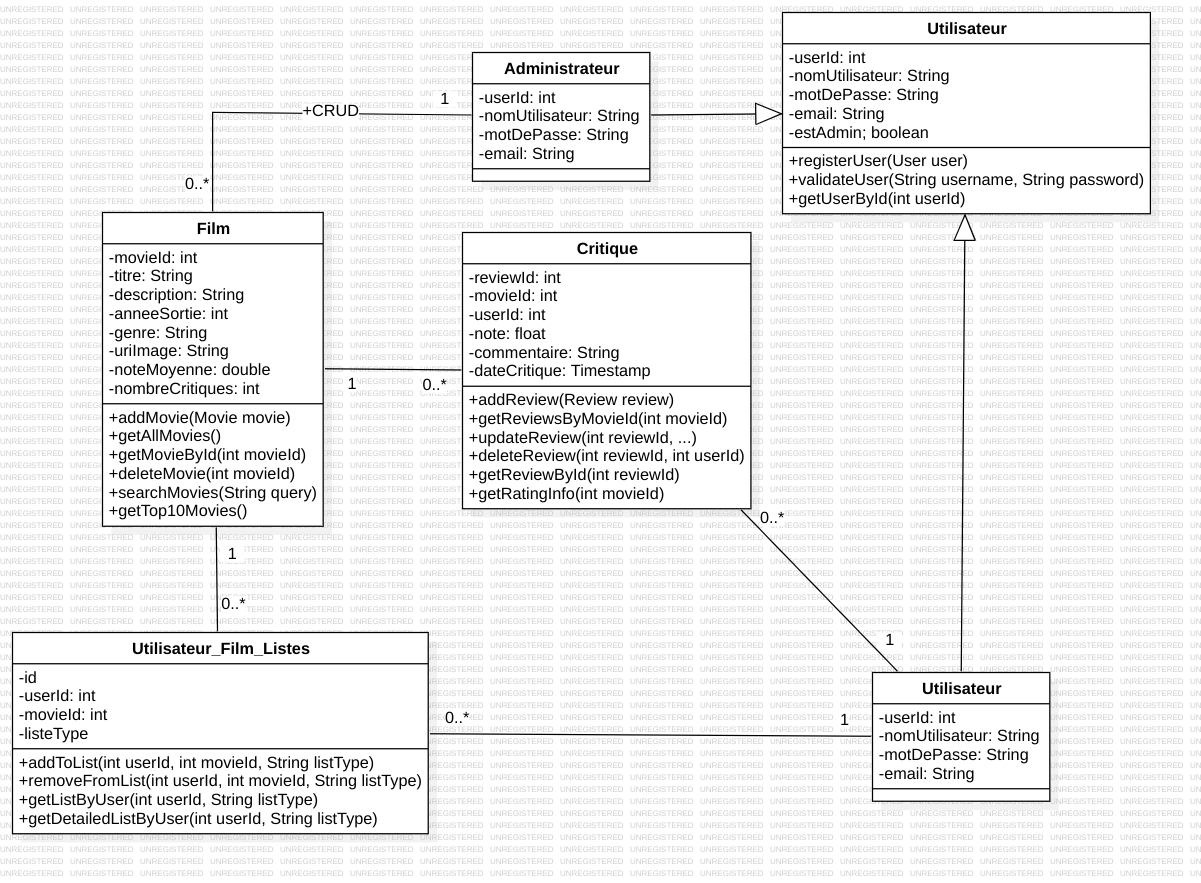 Utilisateur
-userId: int
-nomUtilisateur: String
-motDePasse: String
-email: String
-estAdmin; boolean
+registerUser(User user)
+validateUser(String username, String password)
+getUserById(int userId)
Administrateur
-userId: int
-nomUtilisateur: String
-motDePasse: String
-email: String
1
+CRUD
0..*
Film
-movieId: int
-titre: String
-description: String
-anneeSortie: int
-genre: String
-urlImage: String
-noteMoyenne: double
-nombreCritiques: int
+addMovie(Movie movie)
+getAllMovies()
+getMovieById(int movieId)
+deleteMovie(int movieId)
+searchMovies(String query)
+getTop10Movies()
1
0..*
Critique
-reviewId: int
-movieId: int
-userId: int
-note: float
-commentaire: String
-dateCritique: Timestamp
+addReview(Review review)
+getReviewsByMovieId(int movieId)
+updateReview(int reviewId, ...)
+deleteReview(int reviewId, int userId)
+getReviewById(int reviewId)
+getRatingInfo(int movieId)
0..*
1
1
0..*
Utilisateur_Film_Listes
-id
-userId: int
-movieId: int
-listeType
+addToList(int userId, int movieId, String listType)
+removeFromList(int userId, int movieId, String listType)
+getListByUser(int userId, String listType)
+getDetailedListByUser(int userId, String listType)
0..*
1
Utilisateur
-userId: int
-nomUtilisateur: String
-motDePasse: String
-email: String
UNREGISTERED